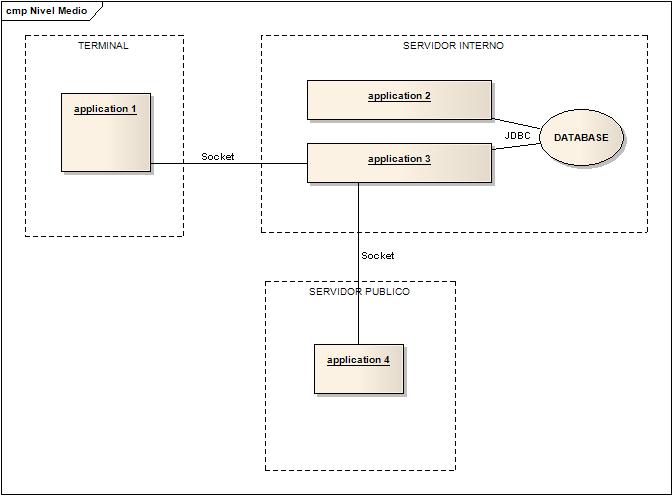 cmp Nivel Medio
TERMINAL
SERVIDOR INTERNO
application 1
application 2
JDBC
DATABASE
application 3
Socket
Socket
SERVIDOR PUBLICO
application 4